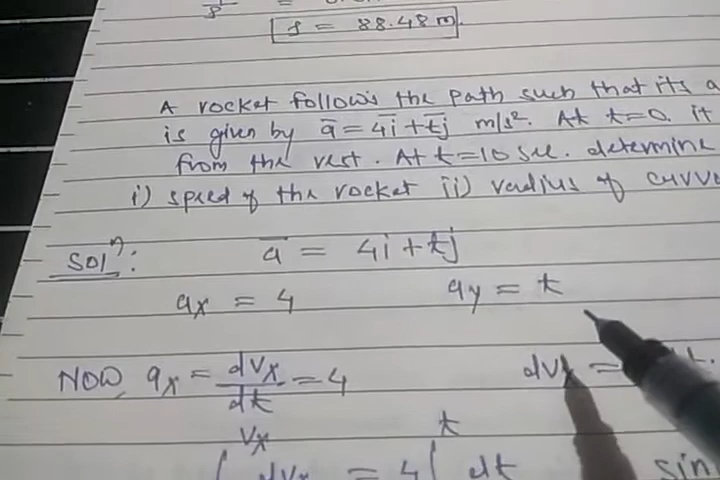 ρ = 88.48 m.
A rocket follows the path such that its a
is given by a̅ = 4i̅ + tj̅ m/s². At t=0. it
from the rest. At t=10 sec. determine
i) speed of the rocket ii) radius of curve
Solⁿ: a̅ = 4i + tj̅
ax = 4 ay = t
NOW, ax = dvx/dt = 4 dvx =
vx t
∫ dvx = 4 ∫ dt sin